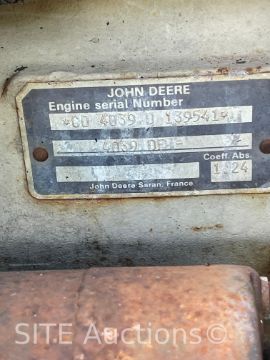 JOHN DEERE
Engine serial Number
*CD 4039 D 139541*
4039 DF
Coeff. Abs
1.24
John Deere Saran, France
SITE Auctions™